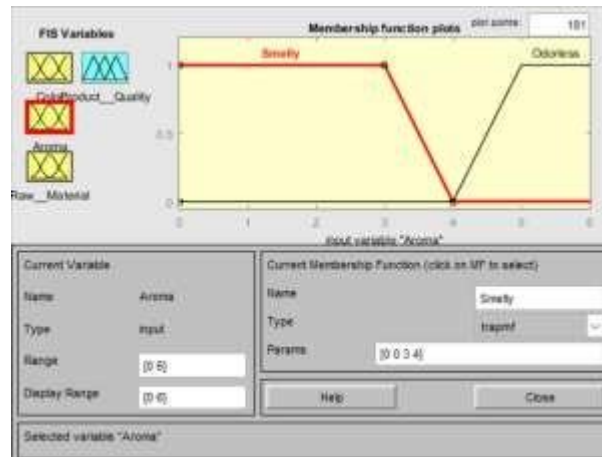 FIS Variables
Membership function plots
plot points:
181
Color
Product__Quality
Aroma
Raw__Material
Smelly
Odorless
1
0.5
0
0 1 2 3 4 5 6
input variable "Aroma"
Current Variable
Name Aroma
Type input
Range [0 6]
Display Range [0 6]
Current Membership Function (click on MF to select)
Name Smelly
Type trapmf
Params [0 0 3 4]
Help Close
Selected variable "Aroma"